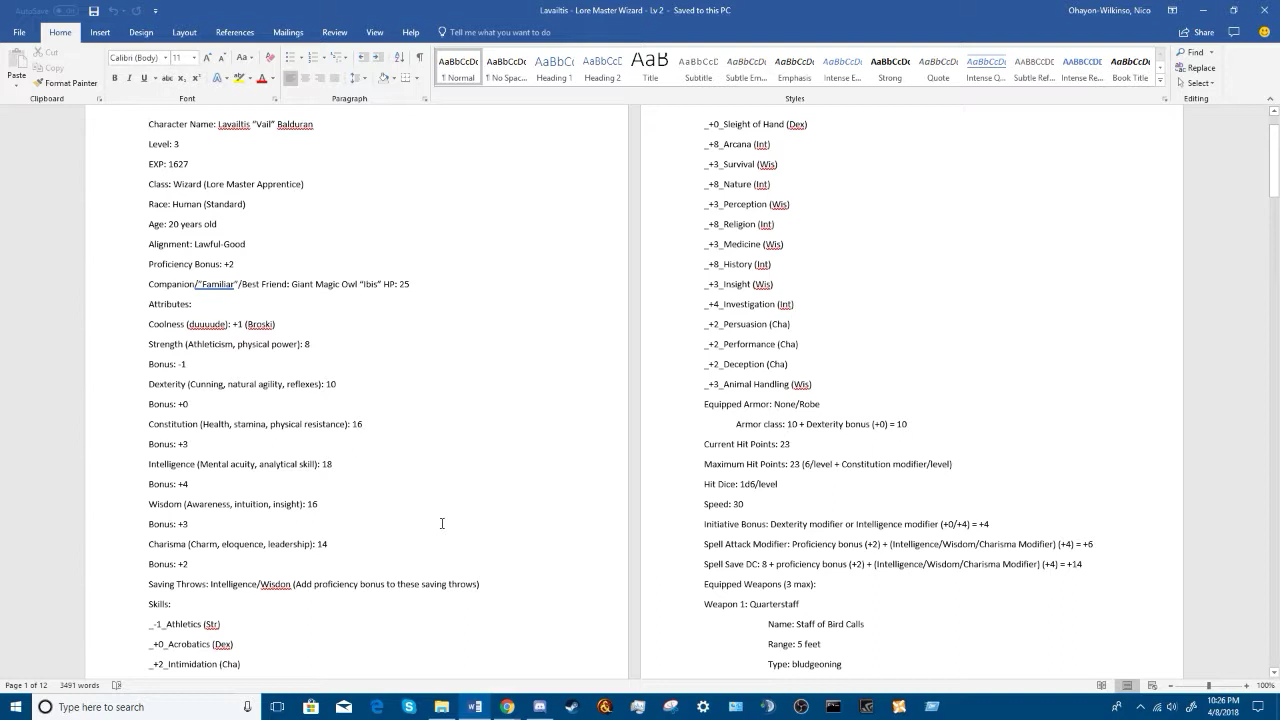 AutoSave Off
Lavailtis - Lore Master Wizard - Lv 2 - Saved to this PC
Ohayon-Wilkinso, Nico
File Home Insert Design Layout References Mailings Review View Help Tell me what you want to do
Share
Paste
Cut
Copy
Format Painter
Clipboard
Calibri (Body) 11
Font
Paragraph
AaBbCcDc AaBbCcDc AaBbCc AaBbCcC AaB AaBbCcC AaBbCcDc AaBbCcDc AaBbCcDc AaBbCcDc AaBbCcDc AaBbCcDc AaBbCcDc AaBbCcDc AaBbCcDc
¶ Normal ¶ No Spac... Heading 1 Heading 2 Title Subtitle Subtle Em... Emphasis Intense E... Strong Quote Intense Q... Subtle Ref... Intense Re... Book Title
Styles
Find
Replace
Select
Editing
Character Name: Lavailtis “Vail” Balduran
Level: 3
EXP: 1627
Class: Wizard (Lore Master Apprentice)
Race: Human (Standard)
Age: 20 years old
Alignment: Lawful-Good
Proficiency Bonus: +2
Companion/”Familiar”/Best Friend: Giant Magic Owl “Ibis” HP: 25
Attributes:
Coolness (duuuude): +1 (Broski)
Strength (Athleticism, physical power): 8
Bonus: -1
Dexterity (Cunning, natural agility, reflexes): 10
Bonus: +0
Constitution (Health, stamina, physical resistance): 16
Bonus: +3
Intelligence (Mental acuity, analytical skill): 18
Bonus: +4
Wisdom (Awareness, intuition, insight): 16
Bonus: +3
Charisma (Charm, eloquence, leadership): 14
Bonus: +2
Saving Throws: Intelligence/Wisdon (Add proficiency bonus to these saving throws)
Skills:
_-1_Athletics (Str)
_+0_Acrobatics (Dex)
_+2_Intimidation (Cha)
_+0_Sleight of Hand (Dex)
_+8_Arcana (Int)
_+3_Survival (Wis)
_+8_Nature (Int)
_+3_Perception (Wis)
_+8_Religion (Int)
_+3_Medicine (Wis)
_+8_History (Int)
_+3_Insight (Wis)
_+4_Investigation (Int)
_+2_Persuasion (Cha)
_+2_Performance (Cha)
_+2_Deception (Cha)
_+3_Animal Handling (Wis)
Equipped Armor: None/Robe
Armor class: 10 + Dexterity bonus (+0) = 10
Current Hit Points: 23
Maximum Hit Points: 23 (6/level + Constitution modifier/level)
Hit Dice: 1d6/level
Speed: 30
Initiative Bonus: Dexterity modifier or Intelligence modifier (+0/+4) = +4
Spell Attack Modifier: Proficiency bonus (+2) + (Intelligence/Wisdom/Charisma Modifier) (+4) = +6
Spell Save DC: 8 + proficiency bonus (+2) + (Intelligence/Wisdom/Charisma Modifier) (+4) = +14
Equipped Weapons (3 max):
Weapon 1: Quarterstaff
Name: Staff of Bird Calls
Range: 5 feet
Type: bludgeoning
Page 1 of 12 3491 words
100%
Type here to search
10:26 PM
4/8/2018